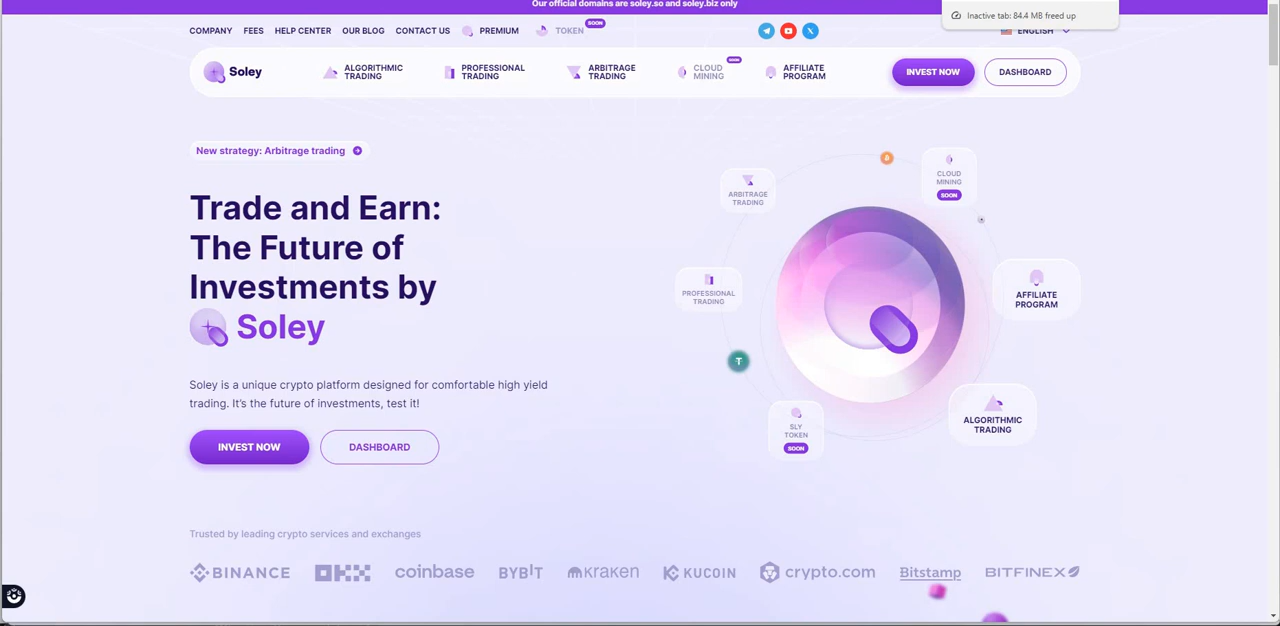 Our official domains are soley.so and soley.biz only
Inactive tab: 84.4 MB freed up
COMPANY FEES HELP CENTER OUR BLOG CONTACT US PREMIUM TOKEN SOON ENGLISH
Soley
ALGORITHMIC
TRADING
PROFESSIONAL
TRADING
ARBITRAGE
TRADING
CLOUD
MINING
SOON
AFFILIATE
PROGRAM
INVEST NOW
DASHBOARD
New strategy: Arbitrage trading
Trade and Earn:
The Future of
Investments by
Soley
Soley is a unique crypto platform designed for comfortable high yield
trading. It’s the future of investments, test it!
INVEST NOW DASHBOARD
ARBITRAGE
TRADING
CLOUD
MINING
SOON
PROFESSIONAL
TRADING
AFFILIATE
PROGRAM
T
SLY
TOKEN
SOON
ALGORITHMIC
TRADING
Trusted by leading crypto services and exchanges
BINANCE OKX coinbase BYBIT kraken KUCOIN crypto.com Bitstamp BITFINEX